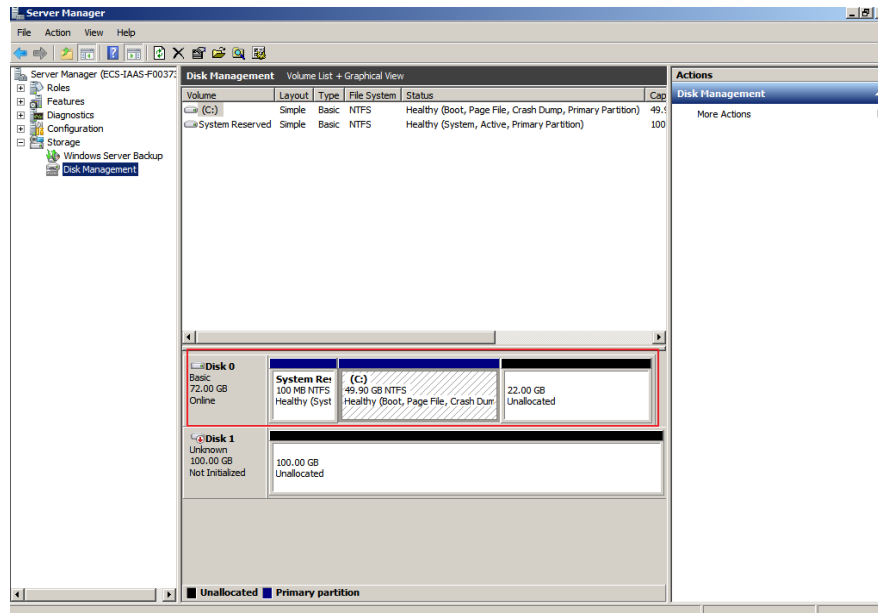 Server Manager
File Action View Help
Server Manager (ECS-IAAS-F0037:
Roles
Features
Diagnostics
Configuration
Storage
Windows Server Backup
Disk Management
Disk Management Volume List + Graphical View
Volume Layout Type File System Status Cap
(C:) Simple Basic NTFS Healthy (Boot, Page File, Crash Dump, Primary Partition) 49.9
System Reserved Simple Basic NTFS Healthy (System, Active, Primary Partition) 100
Disk 0
Basic
72.00 GB
Online
System Res
100 MB NTFS
Healthy (Syst
(C:)
49.90 GB NTFS
Healthy (Boot, Page File, Crash Dum
22.00 GB
Unallocated
Disk 1
Unknown
100.00 GB
Not Initialized
100.00 GB
Unallocated
Unallocated Primary partition
Actions
Disk Management
More Actions